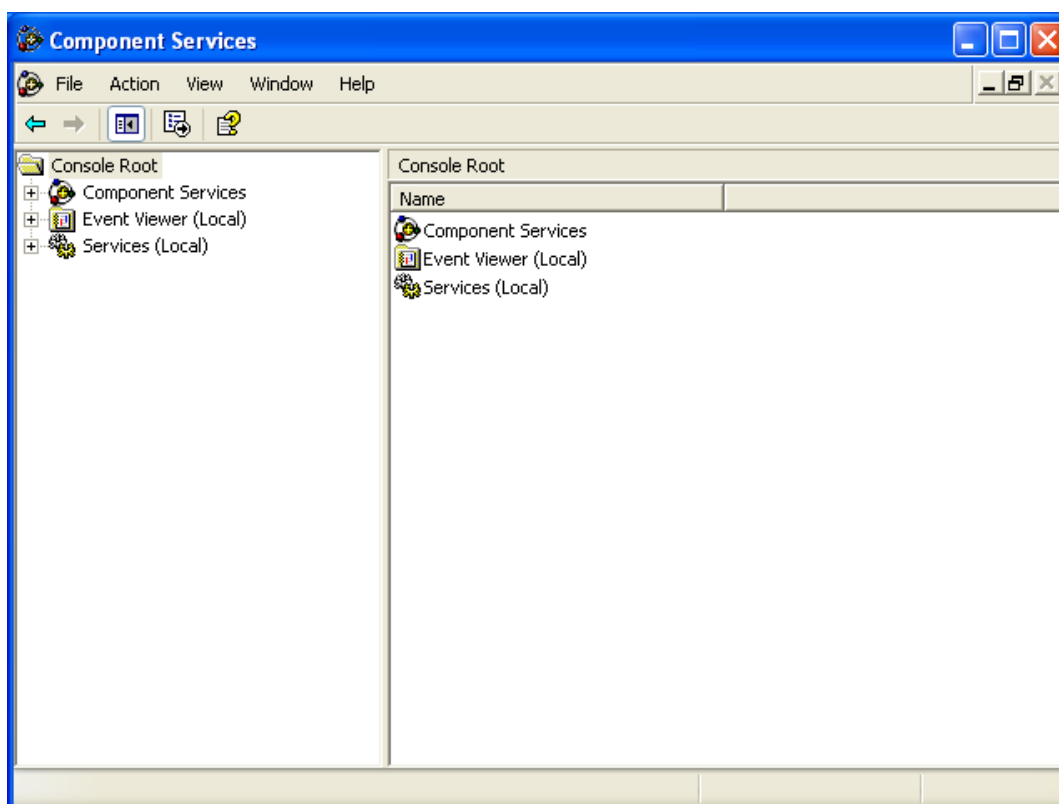 Component Services
File Action View Window Help
Console Root
Component Services
Event Viewer (Local)
Services (Local)
Console Root
Name
Component Services
Event Viewer (Local)
Services (Local)